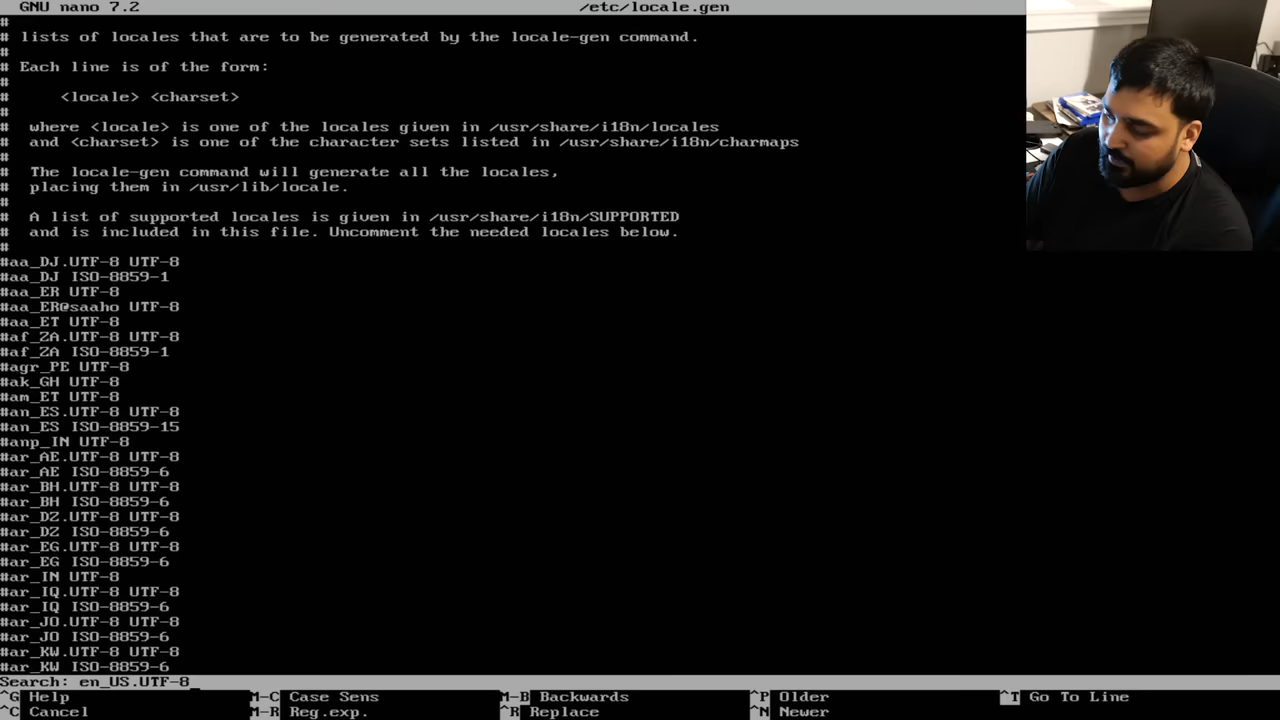 GNU nano 7.2 /etc/locale.gen
#
# lists of locales that are to be generated by the locale-gen command.
#
# Each line is of the form:
#
# <locale> <charset>
#
# where <locale> is one of the locales given in /usr/share/i18n/locales
# and <charset> is one of the character sets listed in /usr/share/i18n/charmaps
#
# The locale-gen command will generate all the locales,
# placing them in /usr/lib/locale.
#
# A list of supported locales is given in /usr/share/i18n/SUPPORTED
# and is included in this file. Uncomment the needed locales below.
#
#aa_DJ.UTF-8 UTF-8
#aa_DJ ISO-8859-1
#aa_ER UTF-8
#aa_ER@saaho UTF-8
#aa_ET UTF-8
#af_ZA.UTF-8 UTF-8
#af_ZA ISO-8859-1
#agr_PE UTF-8
#ak_GH UTF-8
#am_ET UTF-8
#an_ES.UTF-8 UTF-8
#an_ES ISO-8859-15
#anp_IN UTF-8
#ar_AE.UTF-8 UTF-8
#ar_AE ISO-8859-6
#ar_BH.UTF-8 UTF-8
#ar_BH ISO-8859-6
#ar_DZ.UTF-8 UTF-8
#ar_DZ ISO-8859-6
#ar_EG.UTF-8 UTF-8
#ar_EG ISO-8859-6
#ar_IN UTF-8
#ar_IQ.UTF-8 UTF-8
#ar_IQ ISO-8859-6
#ar_JO.UTF-8 UTF-8
#ar_JO ISO-8859-6
#ar_KW.UTF-8 UTF-8
#ar_KW ISO-8859-6
Search: en_US.UTF-8
^G Help M-C Case Sens M-B Backwards ^P Older ^T Go To Line
^C Cancel M-R Reg.exp. ^R Replace ^N Newer